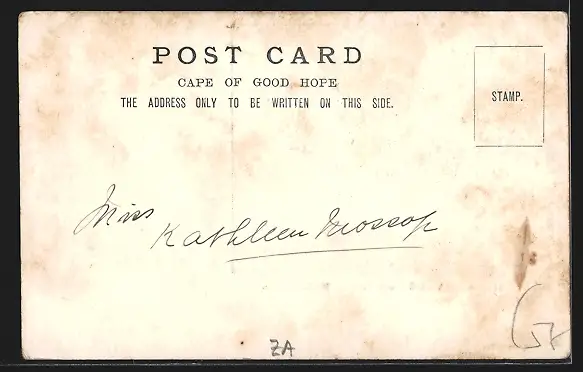 POST CARD
CAPE OF GOOD HOPE
THE ADDRESS ONLY TO BE WRITTEN ON THIS SIDE.
STAMP.
Miss
Kathleen Mossop
ZA